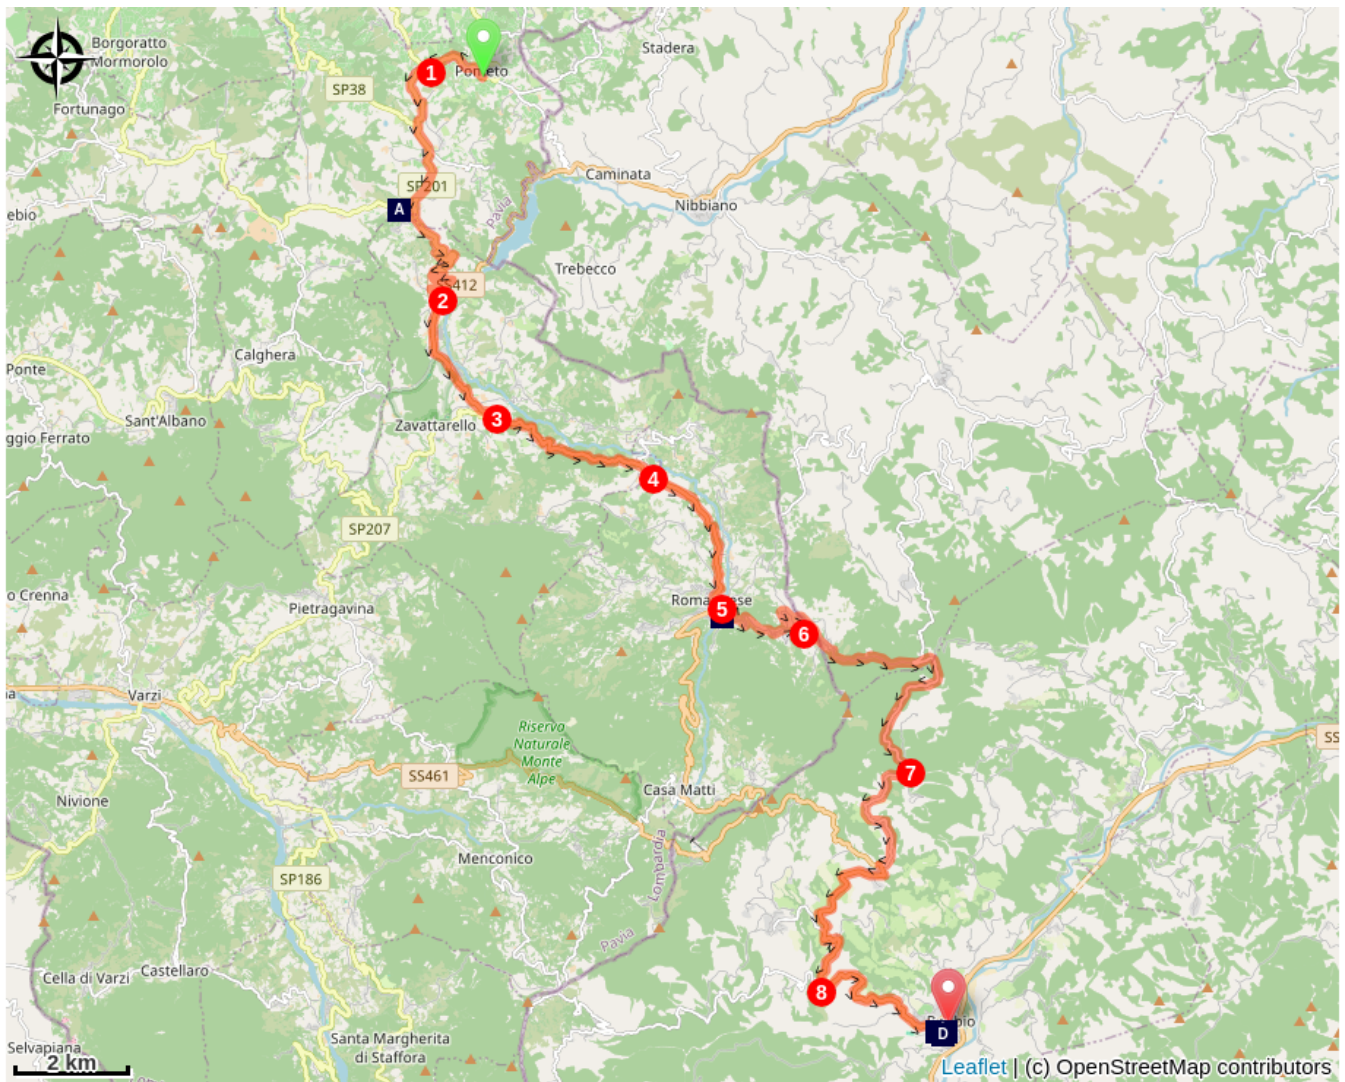 Borgoratto
Mormorolo
Stadera
1
SP38
Fortunago
Caminata
SP201
A
Nibbiano
Pavia
ebio
Trebecco
SS412
2
Calghera
Ponte
Sant'Albano
3
Zavattarello
ggio Ferrato
4
SP207
o Crenna
Pietragavina
5
6
Varzi
Riserva
Naturale
Monte
Alpe
SS
7
SS461
Casa Matti
Nivione
Menconico
Lombardia
SP186
Pavia
Castellaro
Cella di Varzi
8
D
Selvapiana
Santa Margherita
di Staffora
2 km
Leaflet | (c) OpenStreetMap contributors